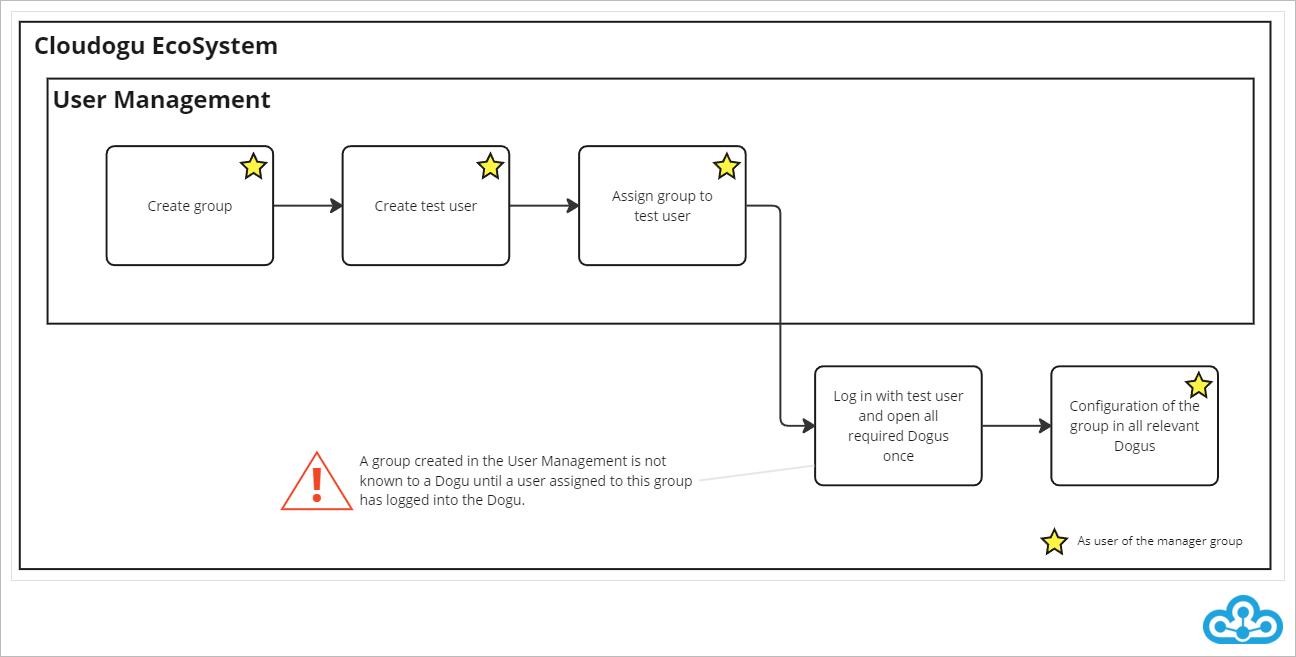 Cloudogu EcoSystem
User Management
Create group
Create test user
Assign group to
test user
Log in with test user
and open all
required Dogus
once
Configuration of the
group in all relevant
Dogus
A group created in the User Management is not
known to a Dogu until a user assigned to this group
has logged into the Dogu.
As user of the manager group